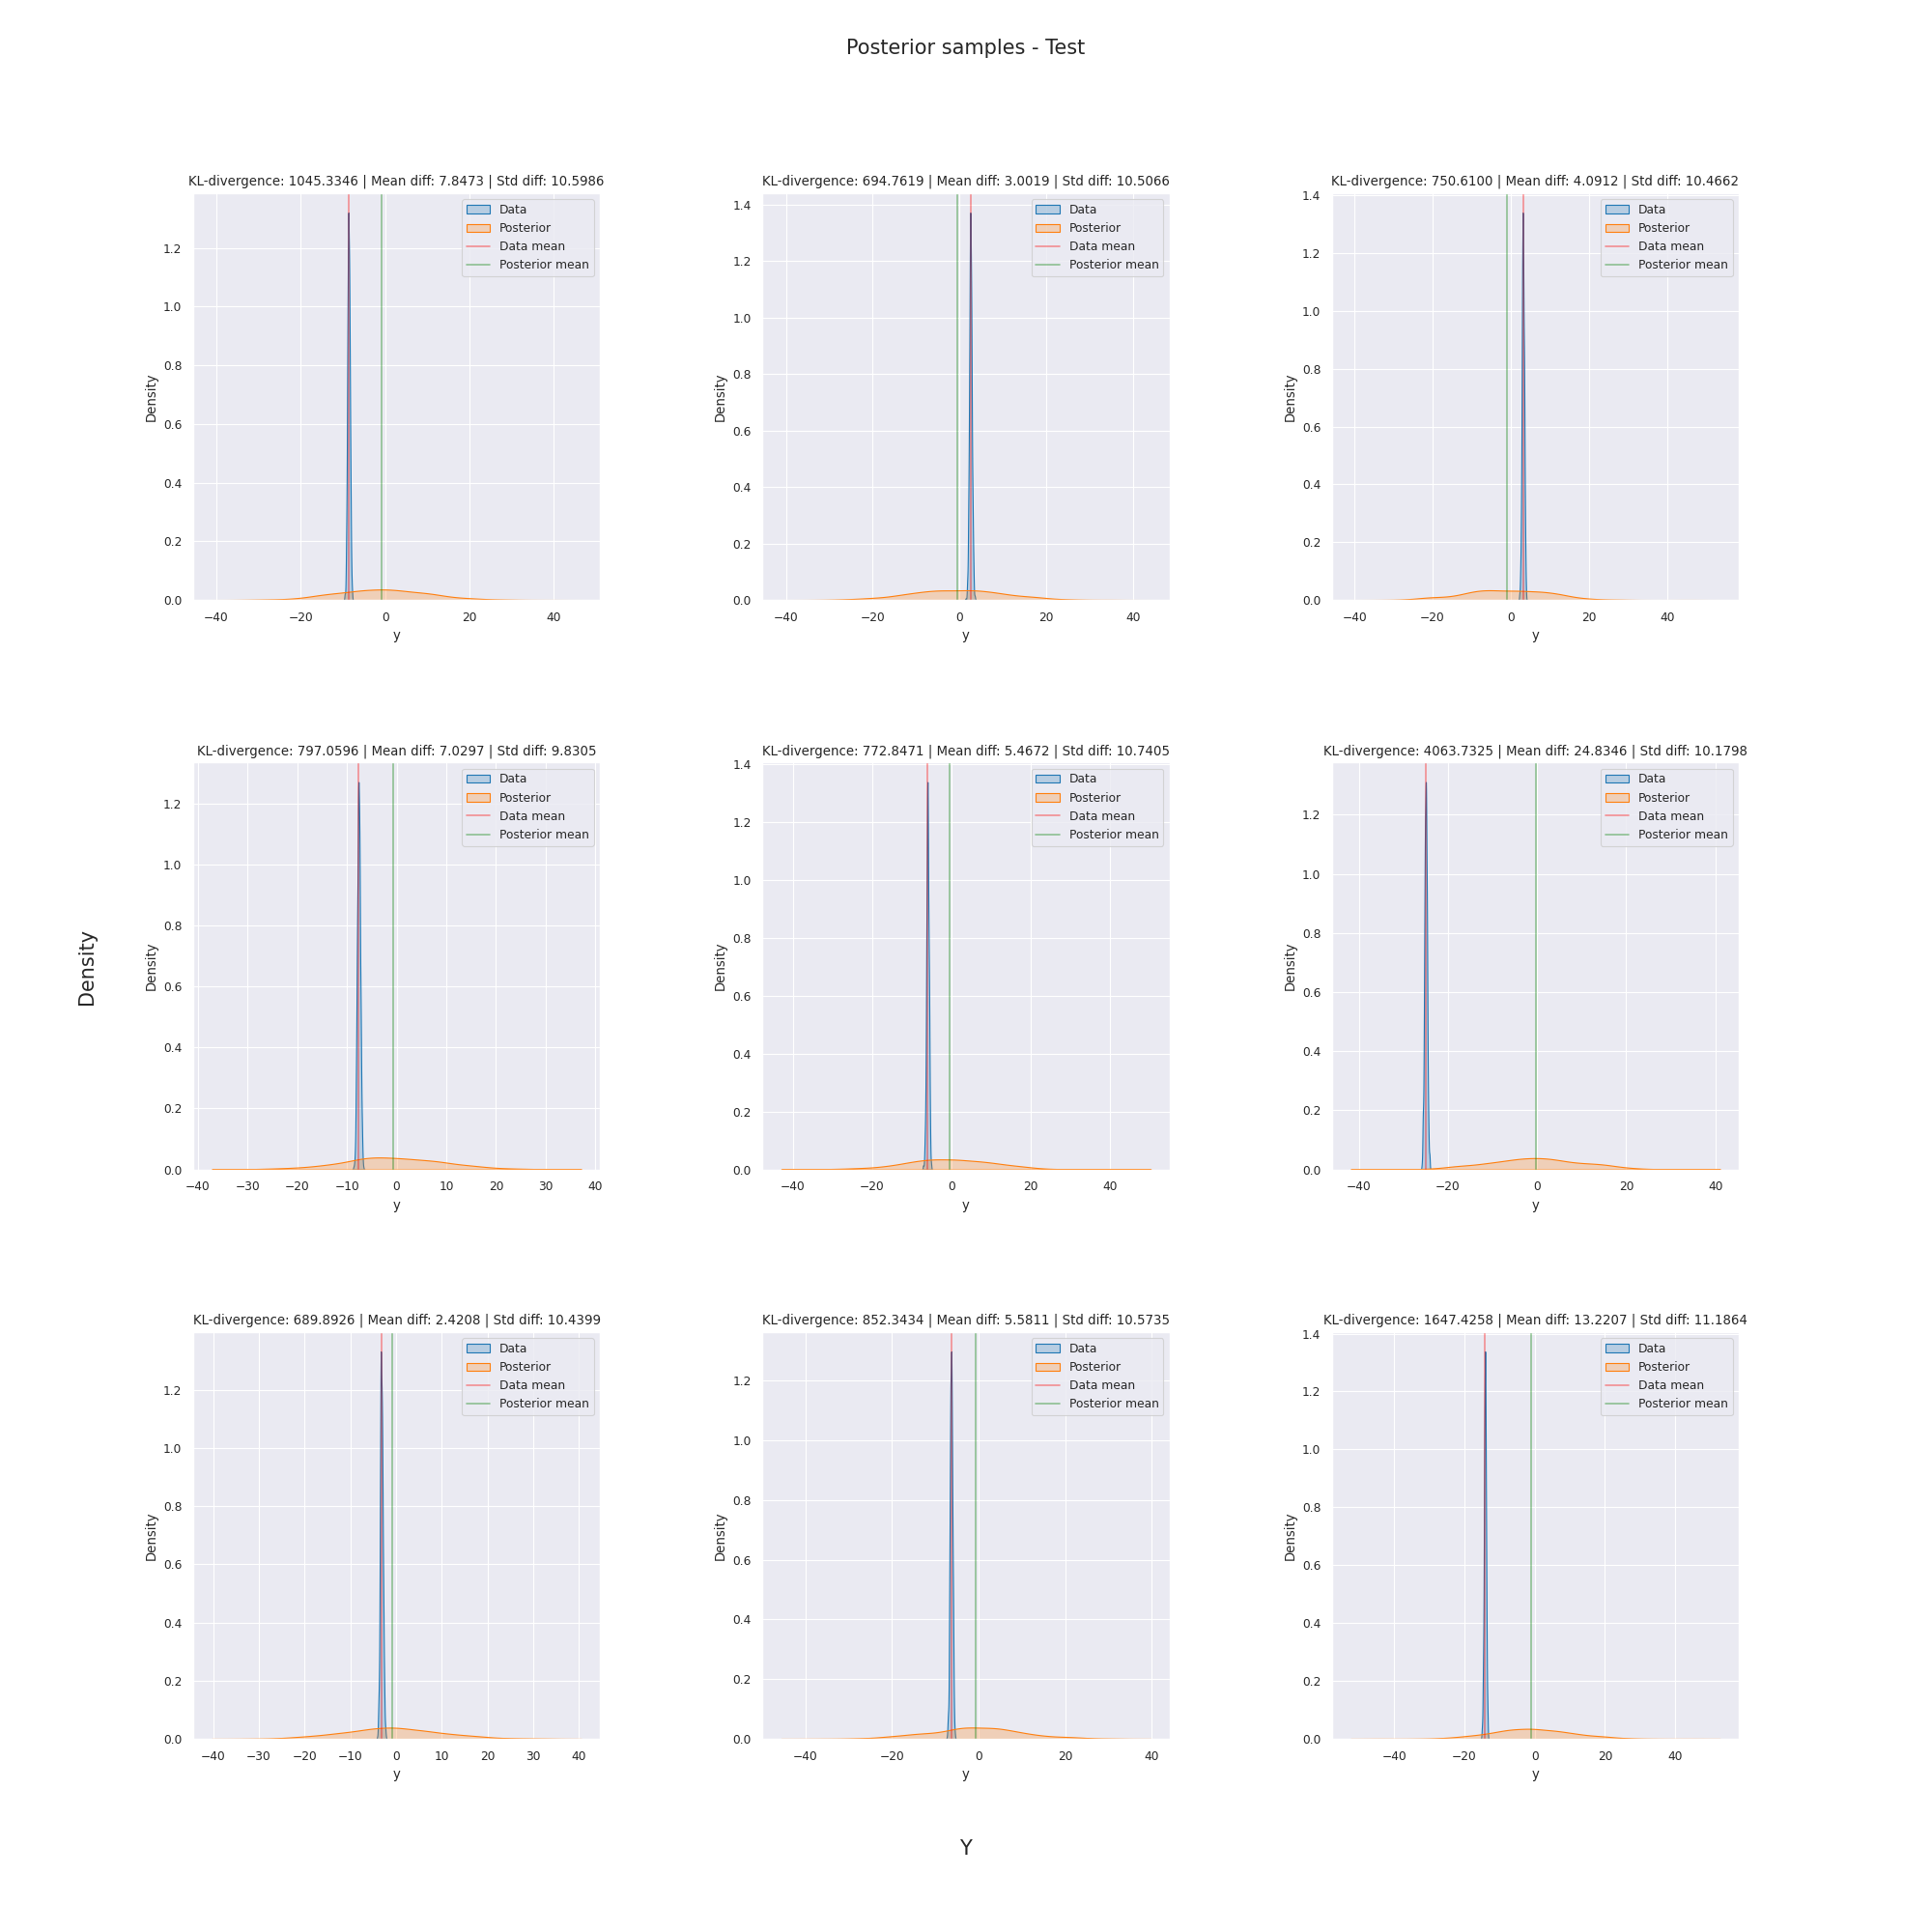 Posterior samples - Test
KL-divergence: 1045.3346 | Mean diff: 7.8473 | Std diff: 10.5986
Data
Posterior
Data mean
Posterior mean
1.2
1.0
0.8
0.6
0.4
0.2
0.0
Density
−40 −20 0 20 40
y
KL-divergence: 694.7619 | Mean diff: 3.0019 | Std diff: 10.5066
Data
Posterior
Data mean
Posterior mean
1.4
1.2
1.0
0.8
0.6
0.4
0.2
0.0
Density
−40 −20 0 20 40
y
KL-divergence: 750.6100 | Mean diff: 4.0912 | Std diff: 10.4662
Data
Posterior
Data mean
Posterior mean
1.4
1.2
1.0
0.8
0.6
0.4
0.2
0.0
Density
−40 −20 0 20 40
y
Density
KL-divergence: 797.0596 | Mean diff: 7.0297 | Std diff: 9.8305
Data
Posterior
Data mean
Posterior mean
1.2
1.0
0.8
0.6
0.4
0.2
0.0
Density
−40 −30 −20 −10 0 10 20 30 40
y
KL-divergence: 772.8471 | Mean diff: 5.4672 | Std diff: 10.7405
Data
Posterior
Data mean
Posterior mean
1.4
1.2
1.0
0.8
0.6
0.4
0.2
0.0
Density
−40 −20 0 20 40
y
KL-divergence: 4063.7325 | Mean diff: 24.8346 | Std diff: 10.1798
Data
Posterior
Data mean
Posterior mean
1.2
1.0
0.8
0.6
0.4
0.2
0.0
Density
−40 −20 0 20 40
y
KL-divergence: 689.8926 | Mean diff: 2.4208 | Std diff: 10.4399
Data
Posterior
Data mean
Posterior mean
1.2
1.0
0.8
0.6
0.4
0.2
0.0
Density
−40 −30 −20 −10 0 10 20 30 40
y
KL-divergence: 852.3434 | Mean diff: 5.5811 | Std diff: 10.5735
Data
Posterior
Data mean
Posterior mean
1.2
1.0
0.8
0.6
0.4
0.2
0.0
Density
−40 −20 0 20 40
y
KL-divergence: 1647.4258 | Mean diff: 13.2207 | Std diff: 11.1864
Data
Posterior
Data mean
Posterior mean
1.4
1.2
1.0
0.8
0.6
0.4
0.2
0.0
Density
−40 −20 0 20 40
y
Y